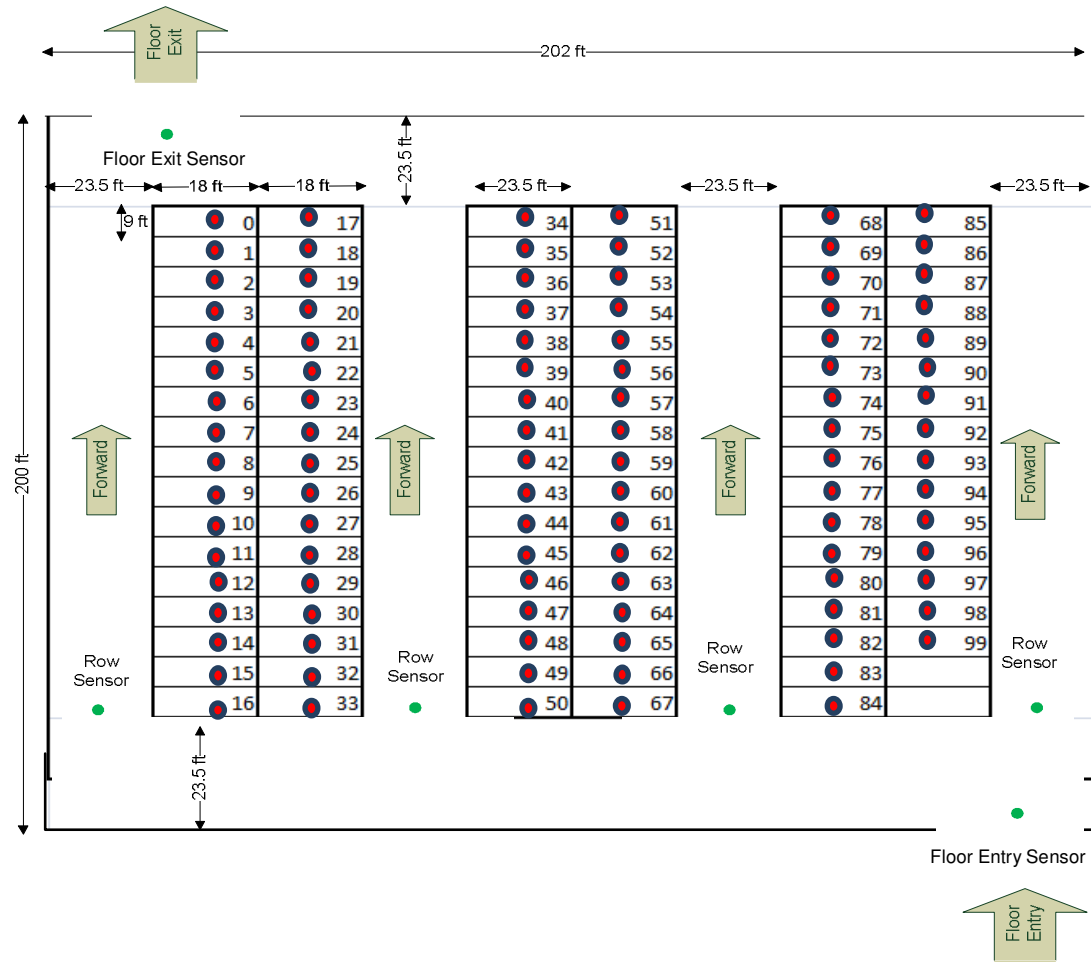 Floor
Exit
202 ft
Floor Exit Sensor
23.5 ft
23.5 ft
18 ft
18 ft
23.5 ft
23.5 ft
23.5 ft
9 ft
0 17 34 51 68 85
1 18 35 52 69 86
2 19 36 53 70 87
3 20 37 54 71 88
4 21 38 55 72 89
5 22 39 56 73 90
6 23 40 57 74 91
7 24 41 58 75 92
8 25 42 59 76 93
9 26 43 60 77 94
10 27 44 61 78 95
11 28 45 62 79 96
12 29 46 63 80 97
13 30 47 64 81 98
14 31 48 65 82 99
15 32 49 66 83
16 33 50 67 84
200 ft
Forward
Forward
Forward
Forward
Row
Sensor
Row
Sensor
Row
Sensor
Row
Sensor
23.5 ft
Floor Entry Sensor
Floor
Entry